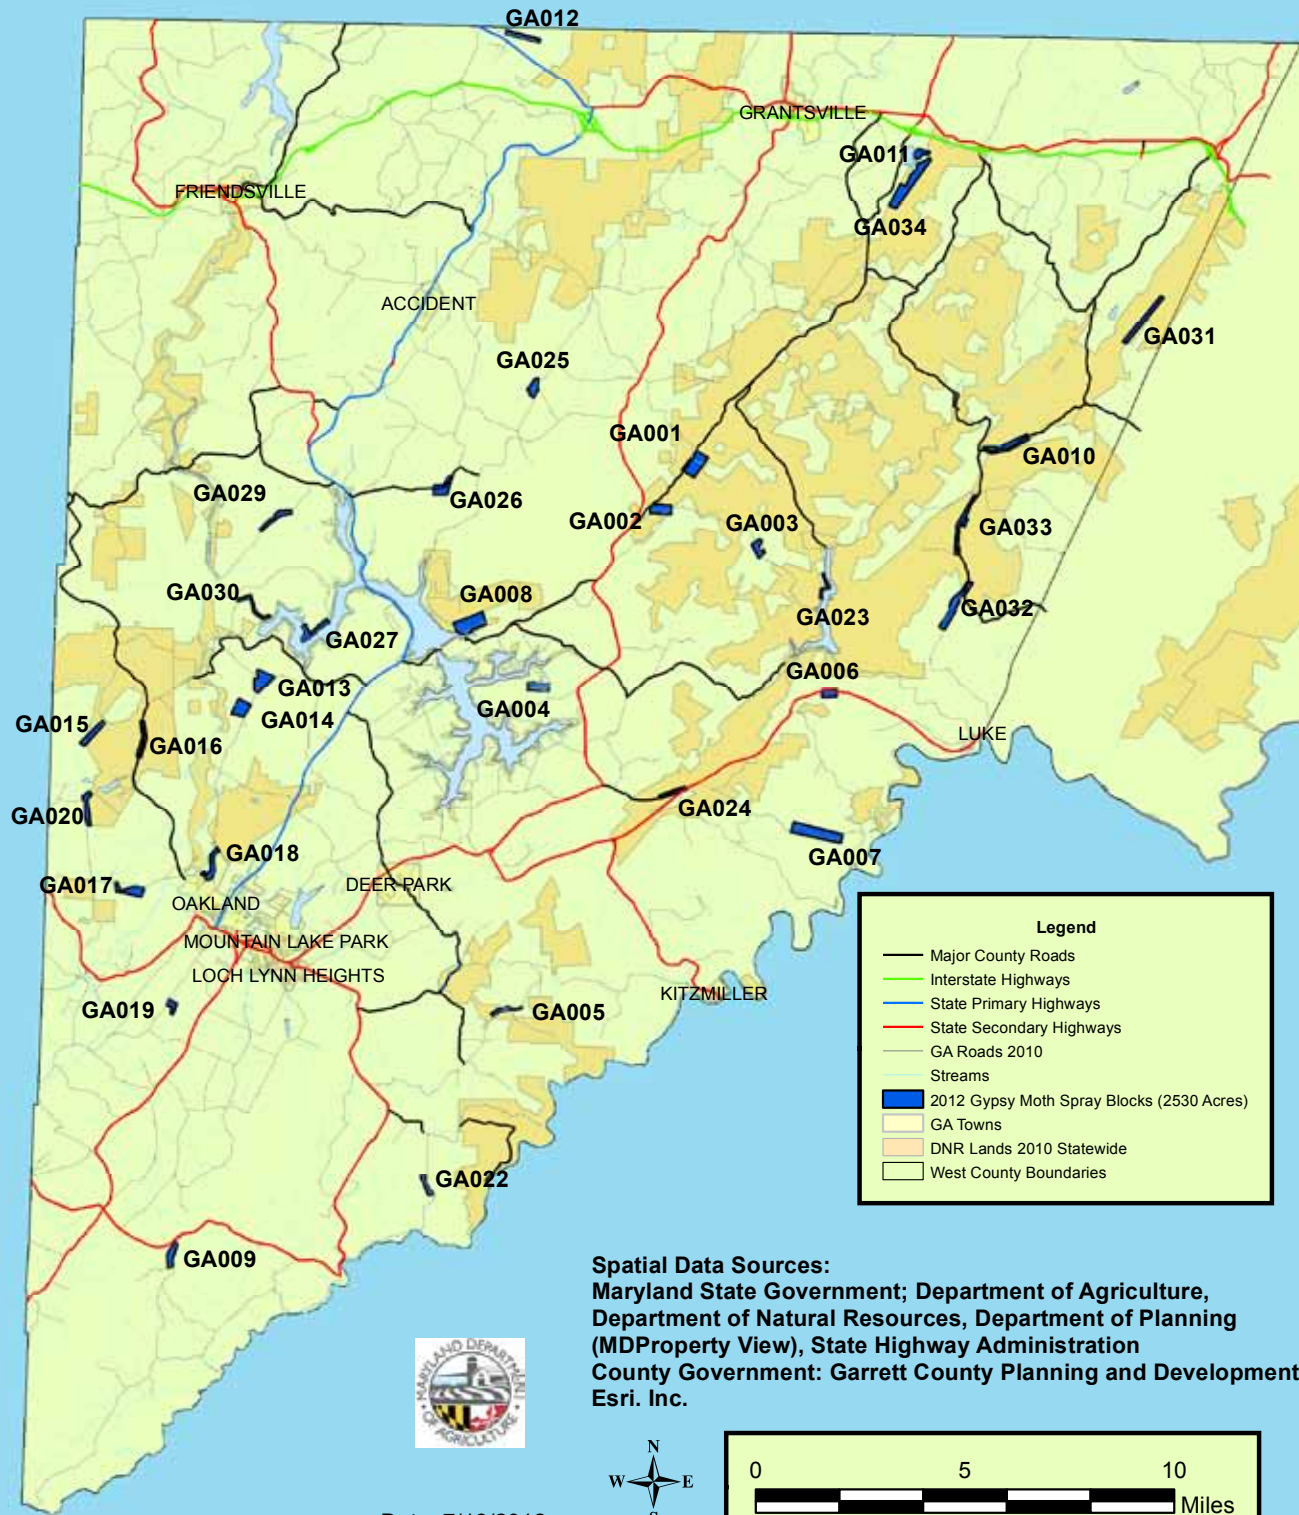 GA012
GRANTSVILLE
GA011
FRIENDSVILLE
GA034
ACCIDENT
GA031
GA025
GA001
GA010
GA029
GA026
GA002
GA003
GA033
GA030
GA008
GA032
GA027
GA023
GA006
GA013
GA004
GA014
GA015
GA016
LUKE
GA024
GA020
GA018
GA007
GA017
DEER PARK
OAKLAND
MOUNTAIN LAKE PARK
LOCH LYNN HEIGHTS
KITZMILLER
GA019
GA005
GA022
GA009
Legend
Major County Roads
Interstate Highways
State Primary Highways
State Secondary Highways
GA Roads 2010
Streams
2012 Gypsy Moth Spray Blocks (2530 Acres)
GA Towns
DNR Lands 2010 Statewide
West County Boundaries
Spatial Data Sources:
Maryland State Government; Department of Agriculture,
Department of Natural Resources, Department of Planning
(MDProperty View), State Highway Administration
County Government: Garrett County Planning and Development
Esri. Inc.
MARYLAND DEPARTMENT
OF AGRICULTURE
N
W E
S
0 5 10
Miles